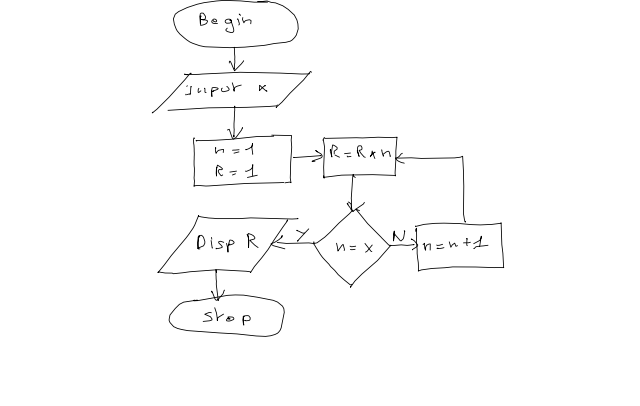 Begin
Input x
n = 1
R = 1
R = R * n
n = x
Y
N
n = n + 1
Disp R
Stop